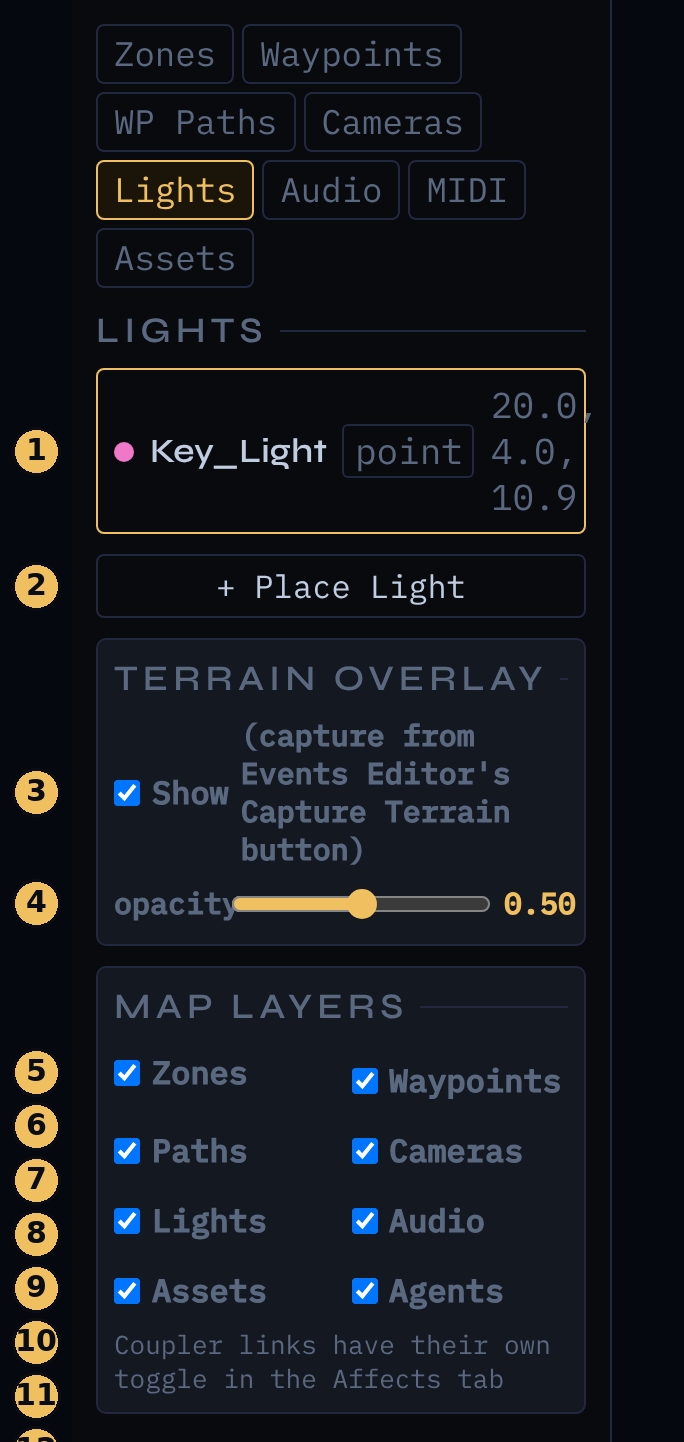 Zones Waypoints
WP Paths Cameras
Lights Audio MIDI
Assets
LIGHTS
20.0,
1 Key_Light point 4.0,
10.9
2 + Place Light
TERRAIN OVERLAY
(capture from
Events Editor's
3 Show Capture Terrain
button)
4 opacity 0.50
MAP LAYERS
5 Zones Waypoints
6
Paths Cameras
7
Lights Audio
8
9 Assets Agents
10 Coupler links have their own
11 toggle in the Affects tab